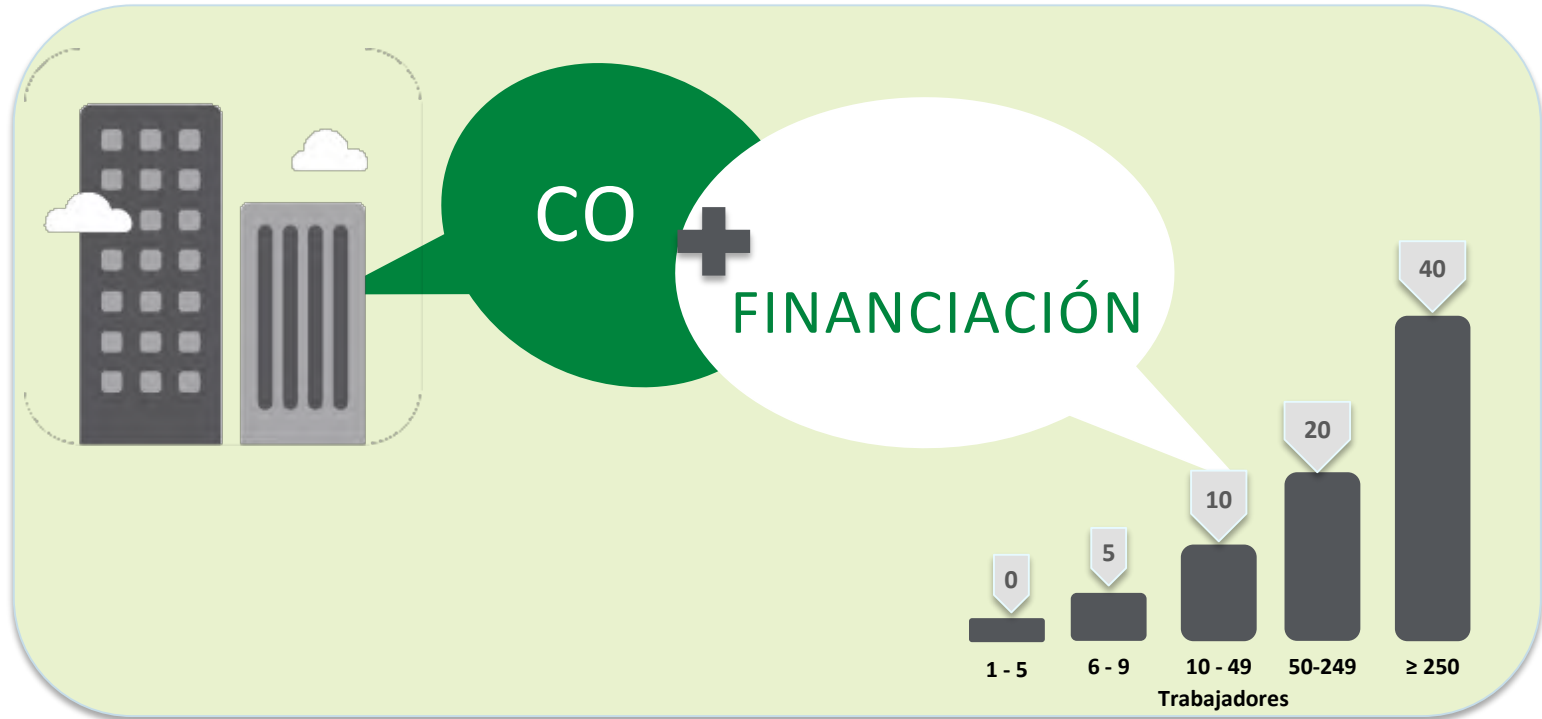 CO
FINANCIACIÓN
40
20
10
5
0
1 - 5 6 - 9 10 - 49 50-249 ≥ 250
Trabajadores